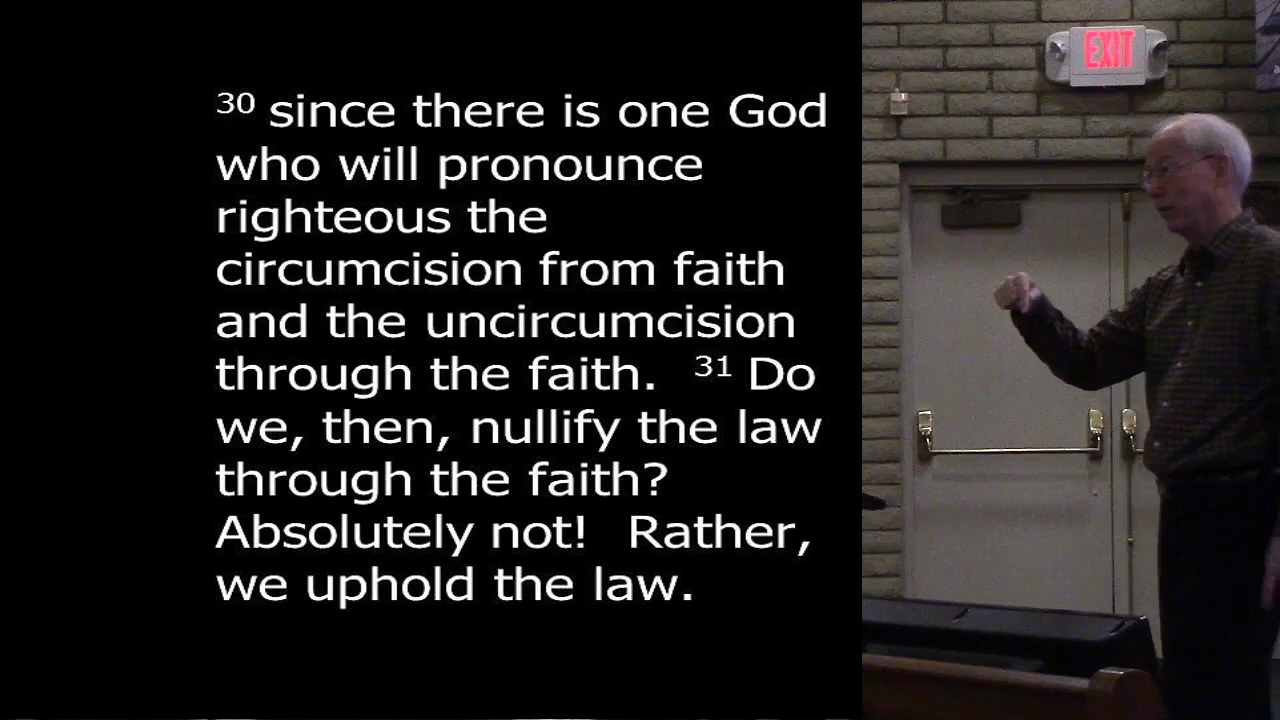 30 since there is one God
who will pronounce
righteous the
circumcision from faith
and the uncircumcision
through the faith. 31 Do
we, then, nullify the law
through the faith?
Absolutely not! Rather,
we uphold the law.
EXIT